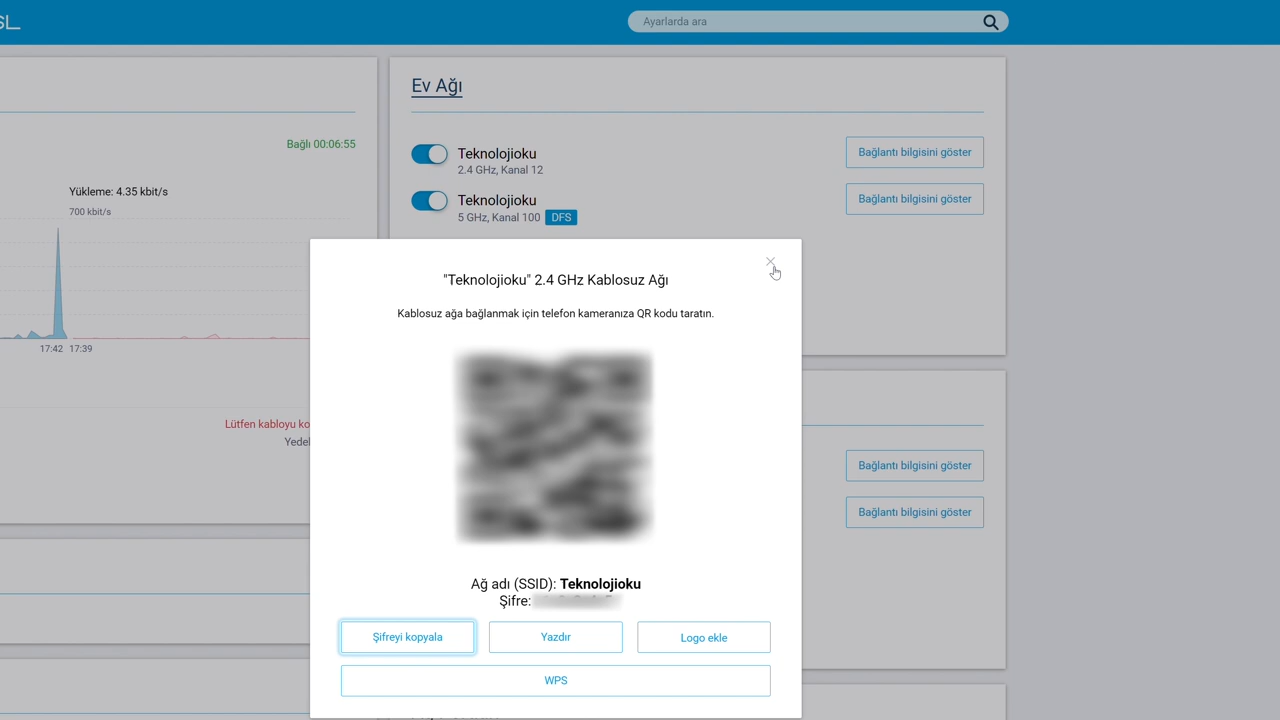 SL
Ayarlarda ara
Ev Ağı
Bağlı 00:06:55
Yükleme: 4.35 kbit/s
700 kbit/s
17:42 17:39
Lütfen kabloyu
Teknolojioku
2.4 GHz, Kanal 12
Bağlantı bilgisini göster
Teknolojioku
5 GHz, Kanal 100 DFS
Bağlantı bilgisini göster
"Teknolojioku" 2.4 GHz Kablosuz Ağı
Kablosuz ağa bağlanmak için telefon kameranıza QR kodu taratın.
Ağ adı (SSID): Teknolojioku
Şifre:
Şifreyi kopyala
Yazdır
Logo ekle
WPS
Bağlantı bilgisini göster
Bağlantı bilgisini göster